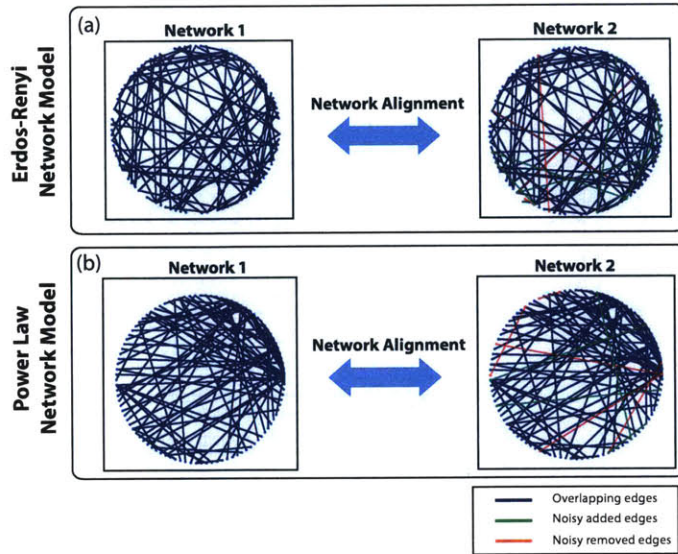 Erdos-Renyi
Network Model
(a)
Network 1
Network Alignment
Network 2
Power Law
Network Model
(b)
Network 1
Network Alignment
Network 2
Overlapping edges
Noisy added edges
Noisy removed edges